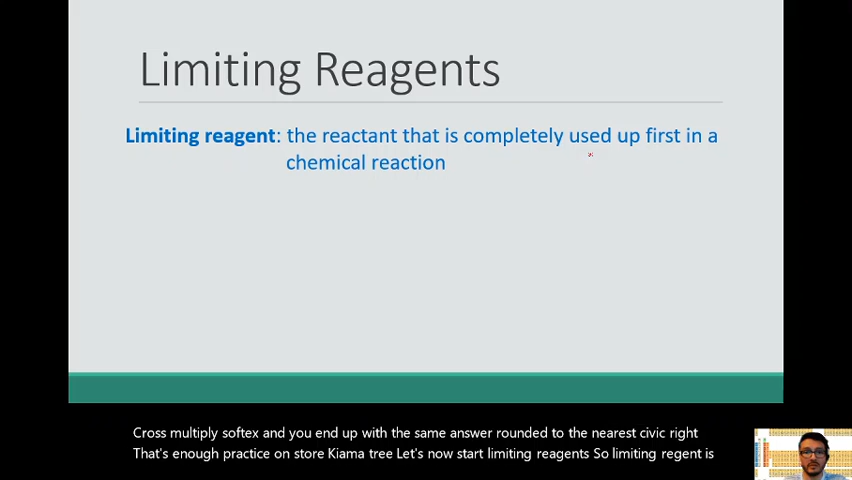 Limiting Reagents
Limiting reagent: the reactant that is completely used up first in a
chemical reaction
Cross multiply softex and you end up with the same answer rounded to the nearest civic right
That's enough practice on store Kiama tree Let's now start limiting reagents So limiting regent is